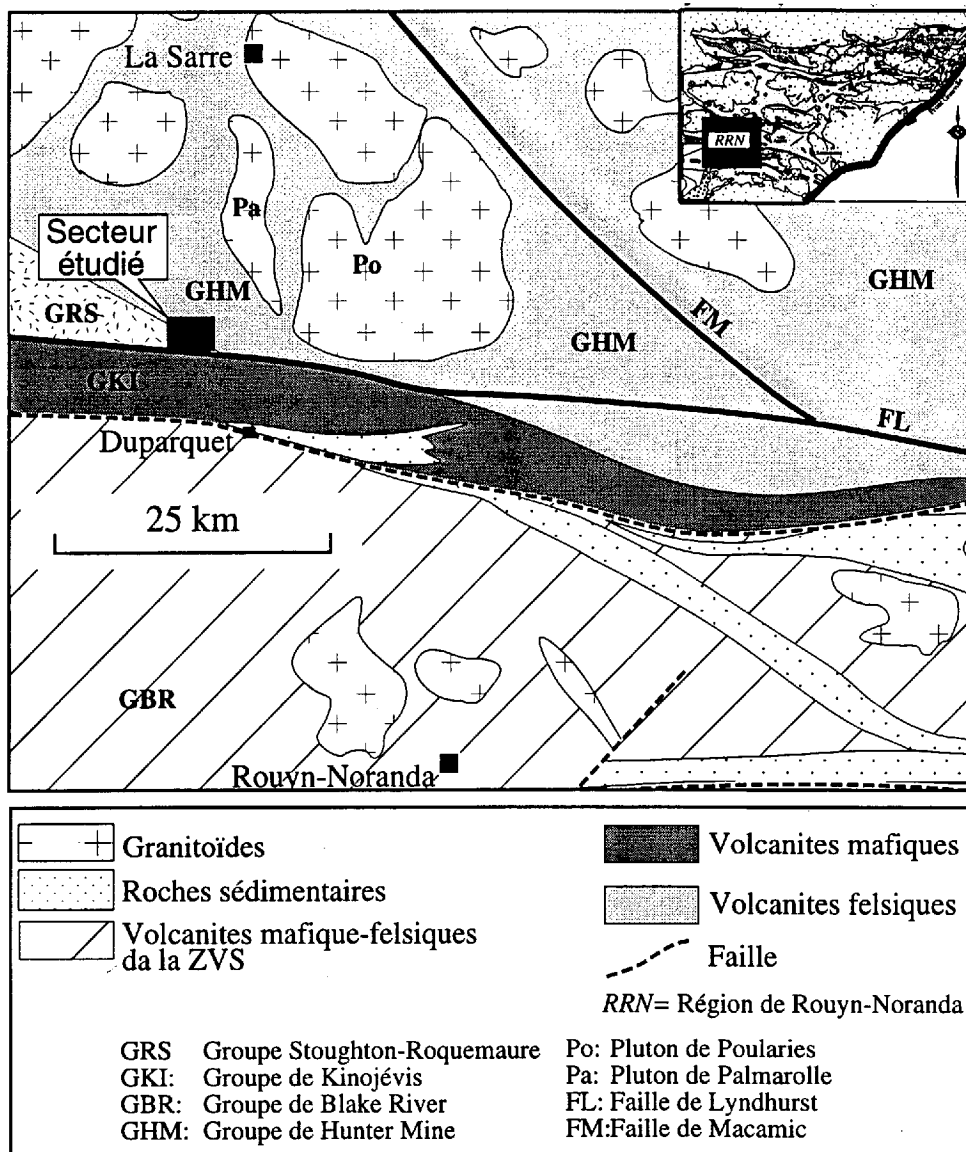 La Sarre
RRN
Pa
Secteur
étudié
Po
GHM
GHM
GRS
FM
GHM
GKI
FL
Duparquet
25 km
GBR
Rouyn-Noranda
Granitoïdes
Roches sédimentaires
Volcanites mafique-felsiques
da la ZVS
Volcanites mafiques
Volcanites felsiques
Faille
RRN= Région de Rouyn-Noranda
GRS Groupe Stoughton-Roquemaure
GKI: Groupe de Kinojévis
GBR: Groupe de Blake River
GHM: Groupe de Hunter Mine
Po: Pluton de Poularies
Pa: Pluton de Palmarolle
FL: Faille de Lyndhurst
FM:Faille de Macamic